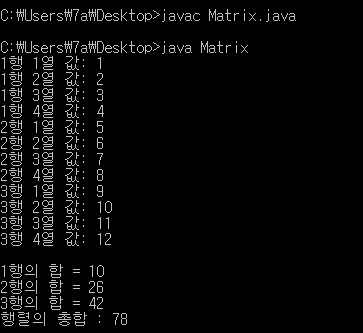 C:₩Users₩7a₩Desktop>javac Matrix.java
C:₩Users₩7a₩Desktop>java Matrix
1행 1열 값: 1
1행 2열 값: 2
1행 3열 값: 3
1행 4열 값: 4
2행 1열 값: 5
2행 2열 값: 6
2행 3열 값: 7
2행 4열 값: 8
3행 1열 값: 9
3행 2열 값: 10
3행 3열 값: 11
3행 4열 값: 12
1행의 합 = 10
2행의 합 = 26
3행의 합 = 42
행렬의 총합 : 78